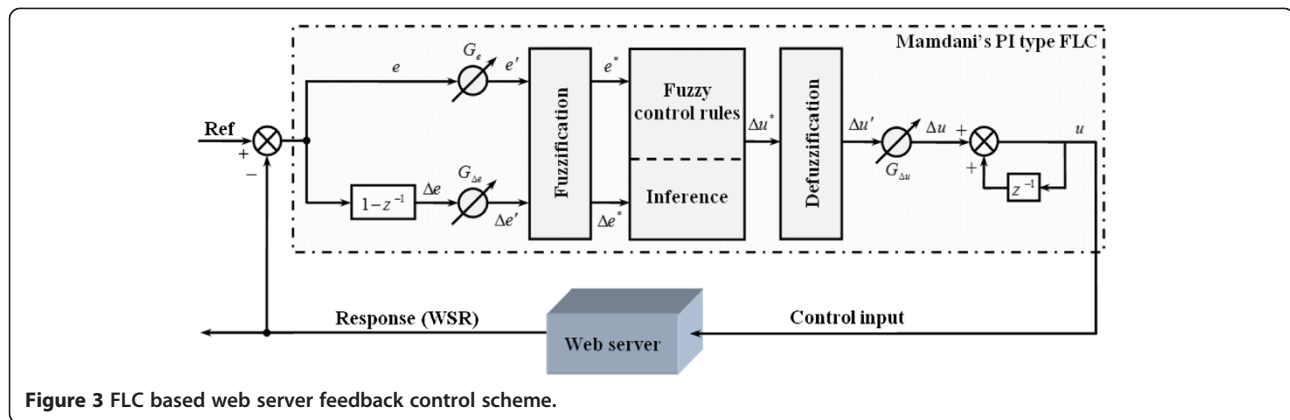 Mamdani's PI type FLC
Ref
+
−
e
G_e
e'
e*
1−z⁻¹
Δe
G_Δe
Δe'
Δe*
Fuzzification
Fuzzy
control rules
Inference
Δu*
Defuzzification
Δu'
G_Δu
Δu
+
+
u
z⁻¹
Response (WSR)
Web server
Control input
Figure 3 FLC based web server feedback control scheme.